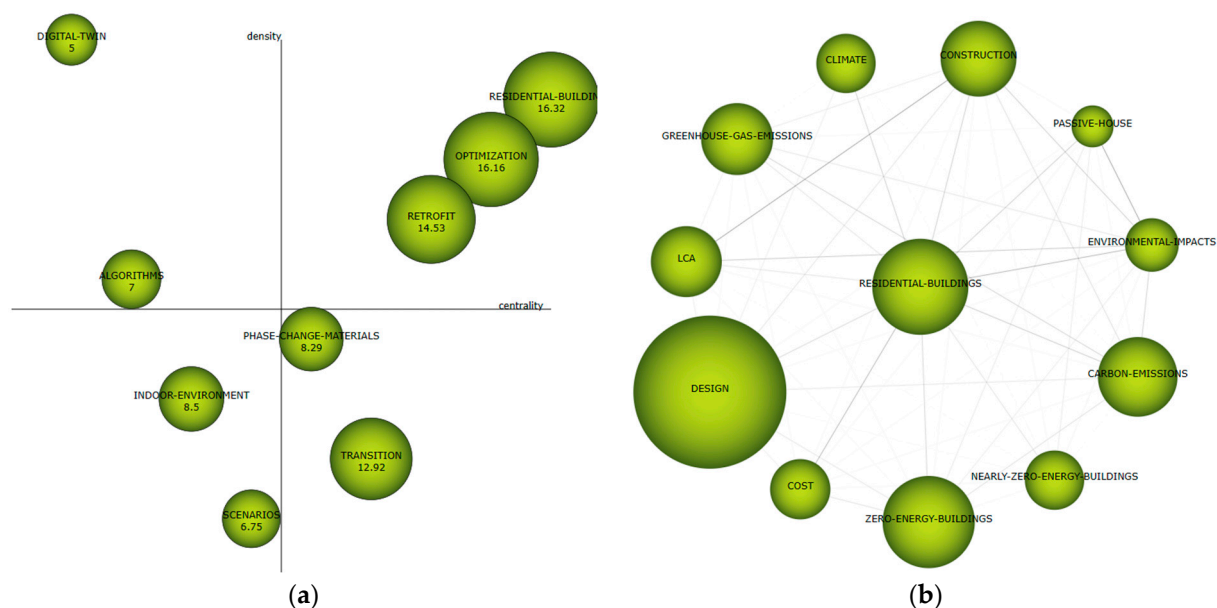 DIGITAL-TWIN
5
density
RESIDENTIAL-BUILDIN
16.32
OPTIMIZATION
16.16
RETROFIT
14.53
ALGORITHMS
7
centrality
PHASE-CHANGE-MATERIALS
8.29
INDOOR-ENVIRONMENT
8.5
TRANSITION
12.92
SCENARIOS
6.75
(a)
CONSTRUCTION
CLIMATE
PASSIVE-HOUSE
GREENHOUSE-GAS-EMISSIONS
ENVIRONMENTAL-IMPACTS
LCA
RESIDENTIAL-BUILDINGS
CARBON-EMISSIONS
DESIGN
NEARLY-ZERO-ENERGY-BUILDINGS
COST
ZERO-ENERGY-BUILDINGS
(b)